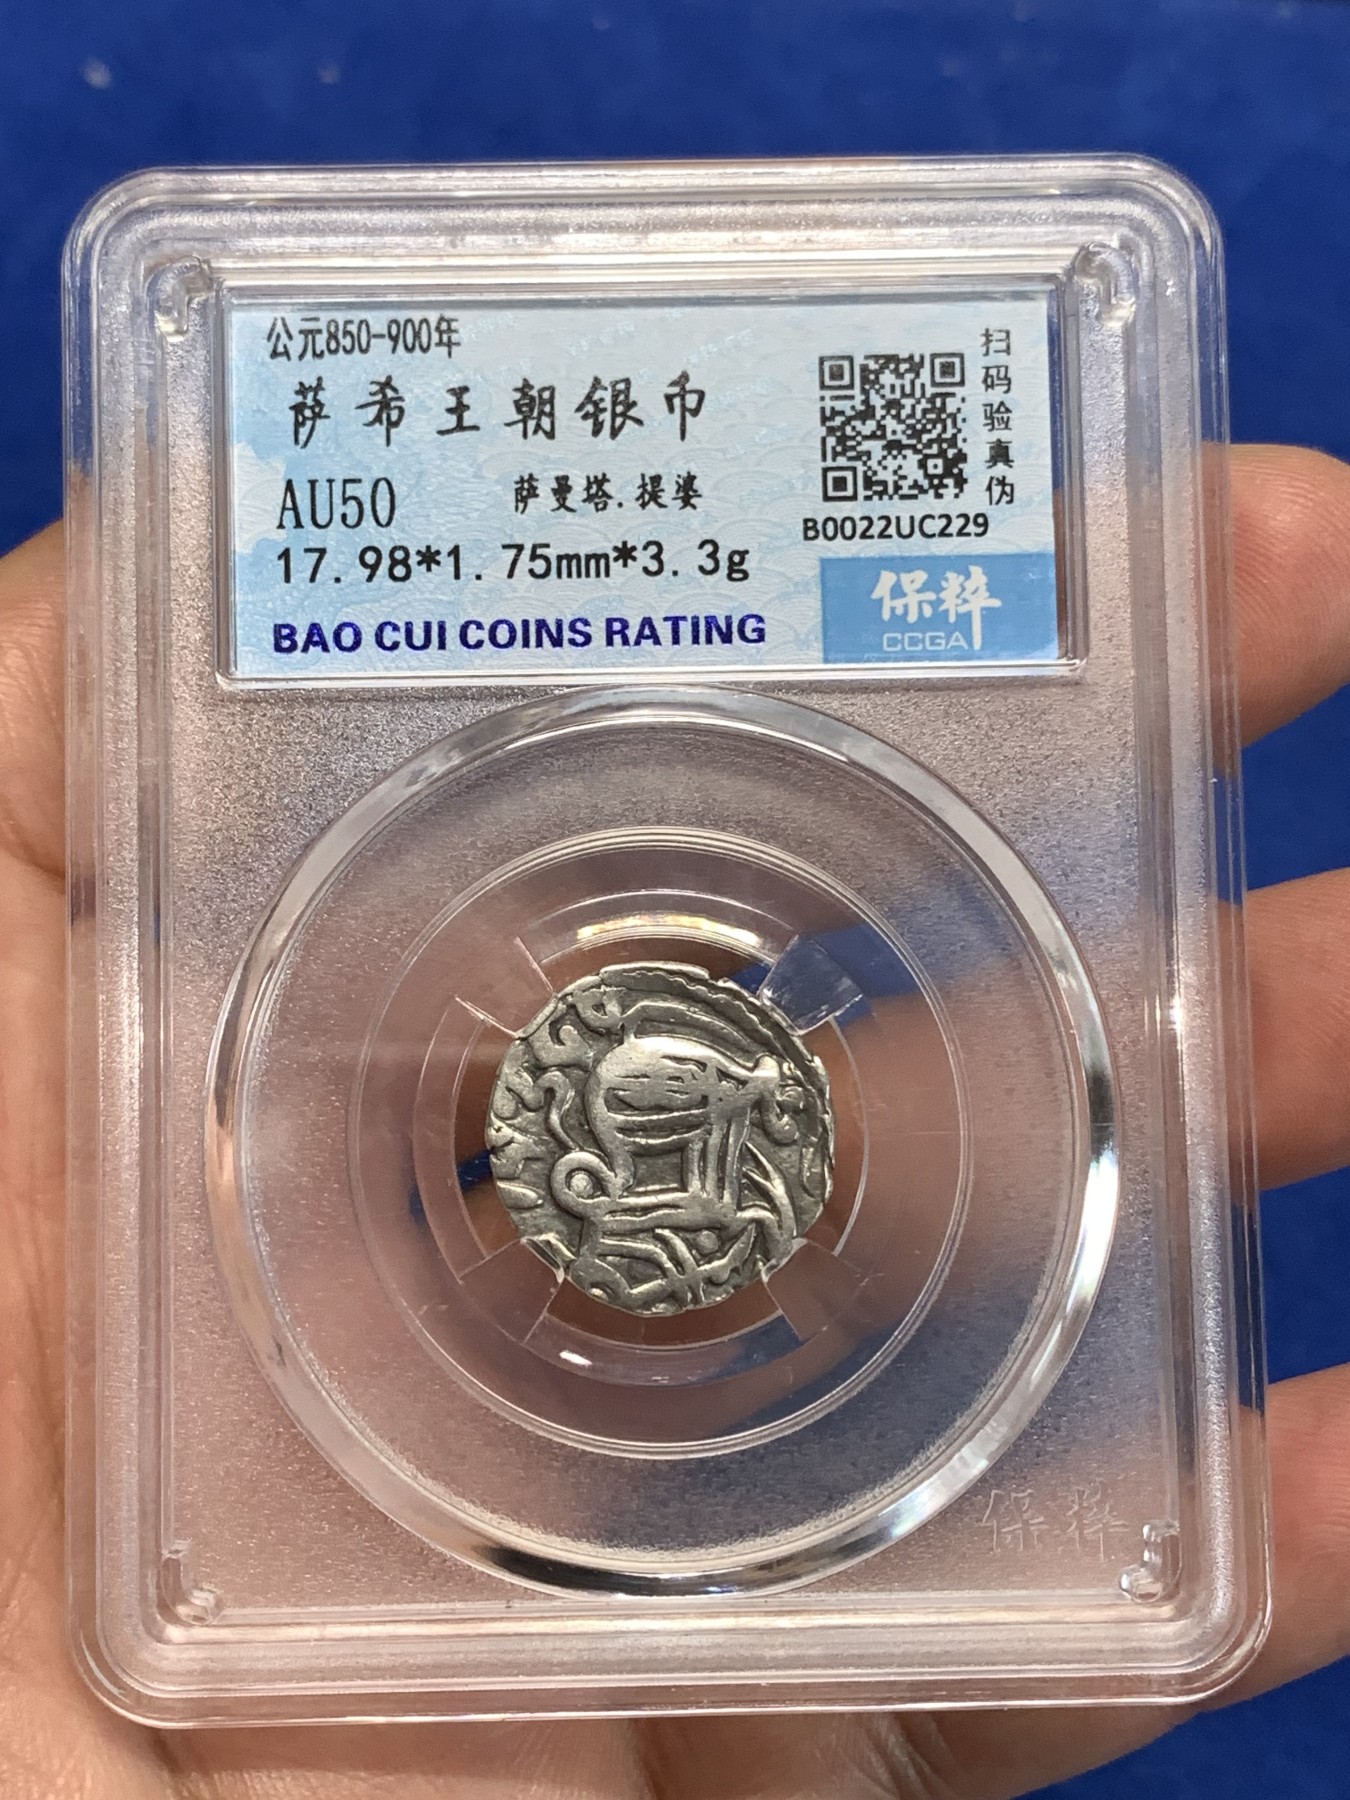 公元850-900年
萨希王朝银币
AU50
萨曼塔.提婆
17.98*1.75mm*3.3g
BAO CUI COINS RATING
扫码验真伪
B0022UC229
保粹
CCGA
保粹